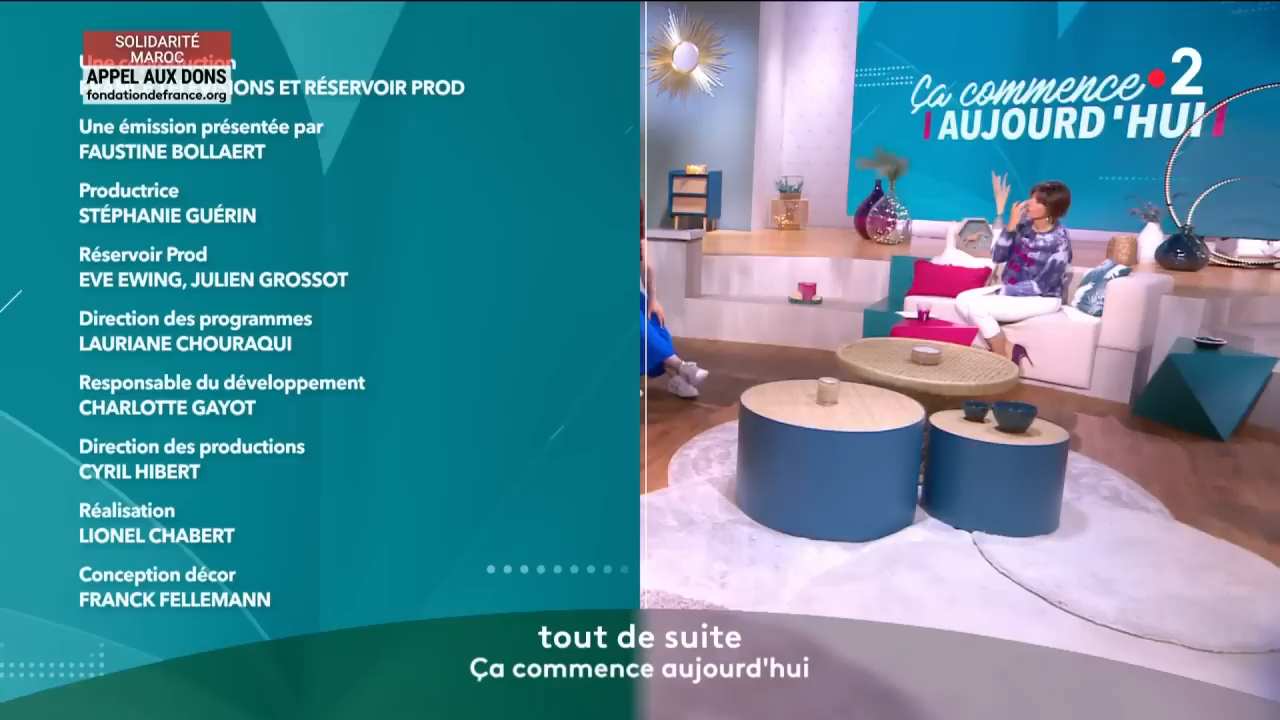 SOLIDARITÉ
MAROC
APPEL AUX DONS
fondationdefrance.org
IONS ET RÉSERVOIR PROD
Une émission présentée par
FAUSTINE BOLLAERT
Productrice
STÉPHANIE GUÉRIN
Réservoir Prod
EVE EWING, JULIEN GROSSOT
Direction des programmes
LAURIANE CHOURAQUI
Responsable du développement
CHARLOTTE GAYOT
Direction des productions
CYRIL HIBERT
Réalisation
LIONEL CHABERT
Conception décor
FRANCK FELLEMANN
Ça commence
AUJOURD'HUI
2
tout de suite
Ça commence aujourd'hui